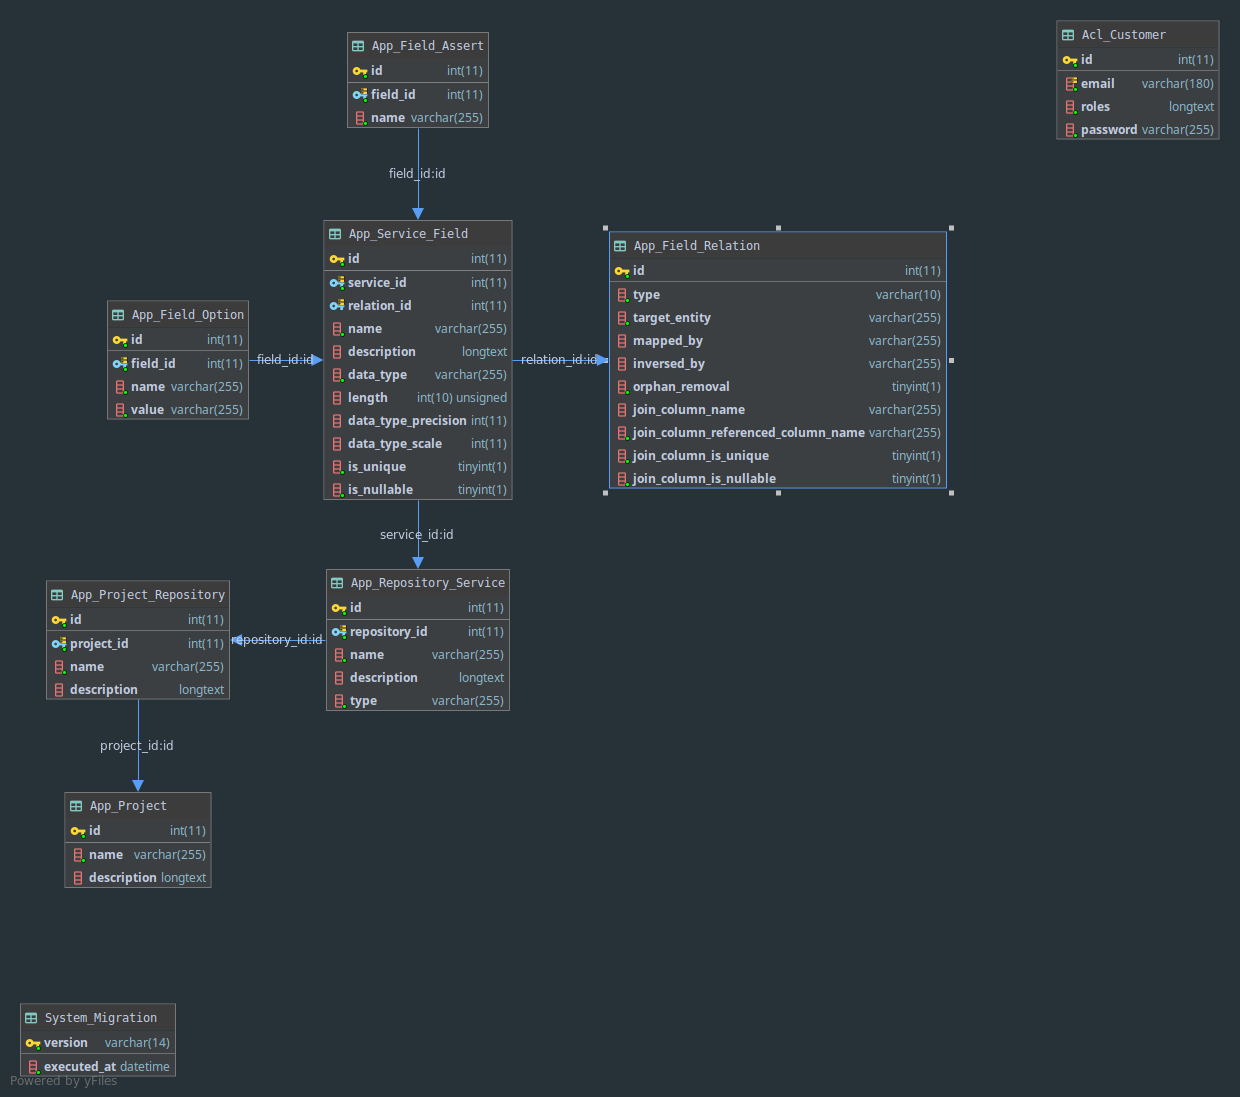 App_Field_Assert
id int(11)
field_id int(11)
name varchar(255)
Acl_Customer
id int(11)
email varchar(180)
roles longtext
password varchar(255)
field_id:id
App_Service_Field
id int(11)
service_id int(11)
relation_id int(11)
name varchar(255)
description longtext
data_type varchar(255)
length int(10) unsigned
data_type_precision int(11)
data_type_scale int(11)
is_unique tinyint(1)
is_nullable tinyint(1)
App_Field_Relation
id int(11)
type varchar(10)
target_entity varchar(255)
mapped_by varchar(255)
inversed_by varchar(255)
orphan_removal tinyint(1)
join_column_name varchar(255)
join_column_referenced_column_name varchar(255)
join_column_is_unique tinyint(1)
join_column_is_nullable tinyint(1)
App_Field_Option
id int(11)
field_id int(11)
name varchar(255)
value varchar(255)
field_id:id
relation_id:id
service_id:id
App_Project_Repository
id int(11)
project_id int(11)
name varchar(255)
description longtext
repository_id:id
App_Repository_Service
id int(11)
repository_id int(11)
name varchar(255)
description longtext
type varchar(255)
project_id:id
App_Project
id int(11)
name varchar(255)
description longtext
System_Migration
version varchar(14)
executed_at datetime
Powered by yFiles